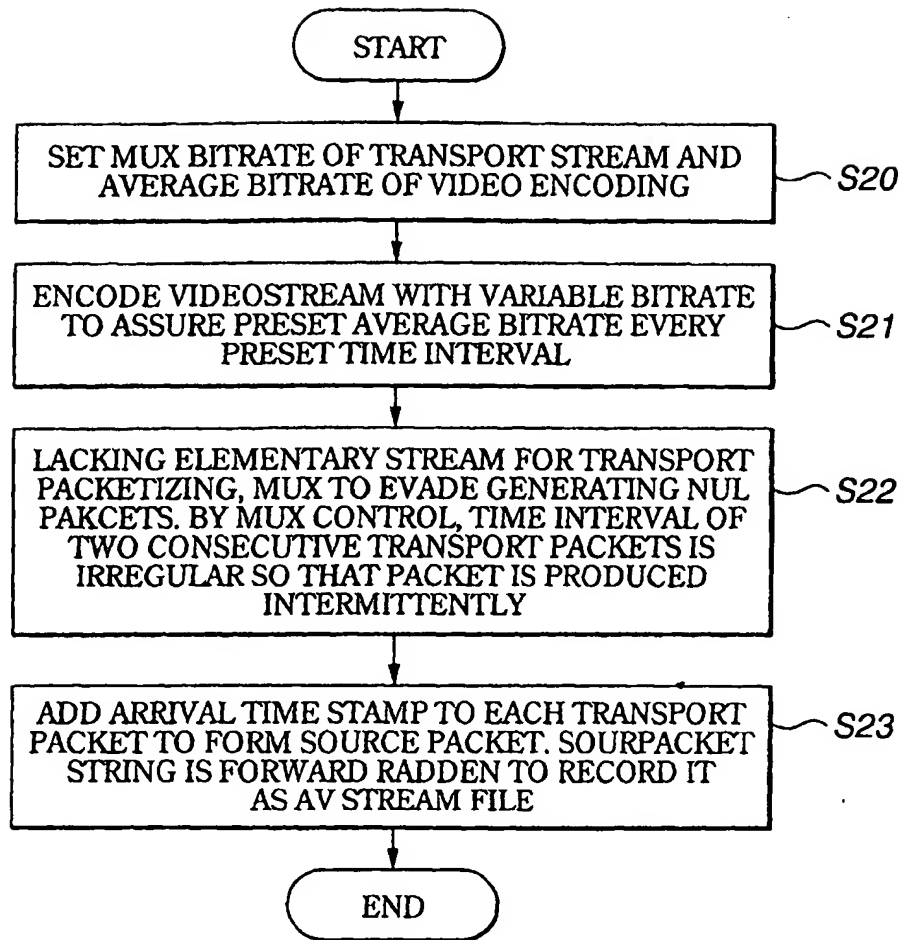 START
SET MUX BITRATE OF TRANSPORT STREAM AND
AVERAGE BITRATE OF VIDEO ENCODING
S20
ENCODE VIDEOSTREAM WITH VARIABLE BITRATE
TO ASSURE PRESET AVERAGE BITRATE EVERY
PRESET TIME INTERVAL
S21
LACKING ELEMENTARY STREAM FOR TRANSPORT
PACKETIZING, MUX TO EVADE GENERATING NUL
PAKCETS. BY MUX CONTROL, TIME INTERVAL OF
TWO CONSECUTIVE TRANSPORT PACKETS IS
IRREGULAR SO THAT PACKET IS PRODUCED
INTERMITTENTLY
S22
ADD ARRIVAL TIME STAMP TO EACH TRANSPORT
PACKET TO FORM SOURCE PACKET. SOURPACKET
STRING IS FORWARD RADDEN TO RECORD IT
AS AV STREAM FILE
S23
END